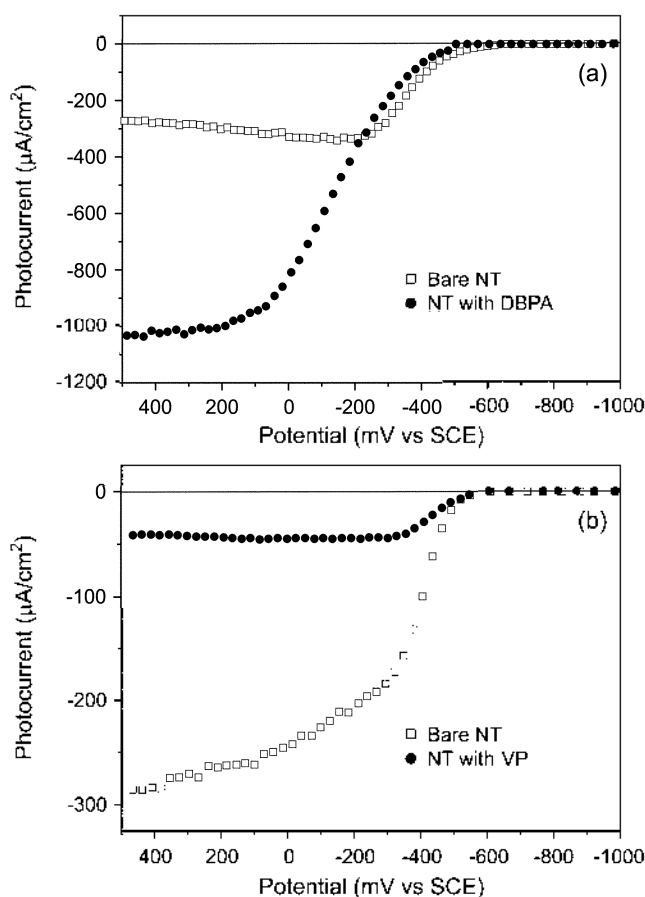 0
-200
-400
-600
-800
-1000
-1200
Photocurrent (µA/cm²)
(a)
□ Bare NT
● NT with DBPA
400 200 0 -200 -400 -600 -800 -1000
Potential (mV vs SCE)
0
-100
-200
-300
Photocurrent (µA/cm²)
(b)
□ Bare NT
● NT with VP
400 200 0 -200 -400 -600 -800 -1000
Potential (mV vs SCE)